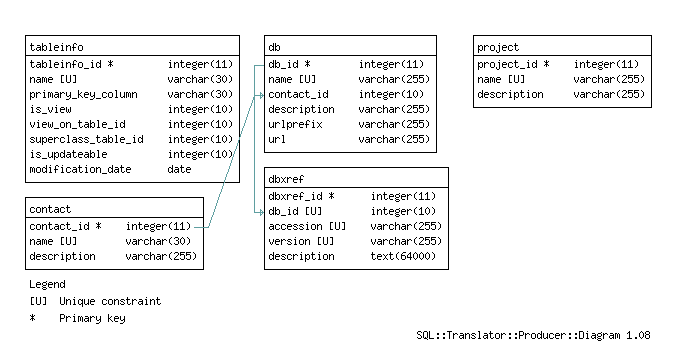 tableinfo
tableinfo_id * integer(11)
name [U] varchar(30)
primary_key_column varchar(30)
is_view integer(10)
view_on_table_id integer(10)
superclass_table_id integer(10)
is_updateable integer(10)
modification_date date
contact
contact_id * integer(11)
name [U] varchar(30)
description varchar(255)
db
db_id * integer(11)
name [U] varchar(255)
contact_id integer(10)
description varchar(255)
urlprefix varchar(255)
url varchar(255)
dbxref
dbxref_id * integer(11)
db_id [U] integer(10)
accession [U] varchar(255)
version [U] varchar(255)
description text(64000)
project
project_id * integer(11)
name [U] varchar(255)
description varchar(255)
Legend
[U] Unique constraint
* Primary key
SQL::Translator::Producer::Diagram 1.08